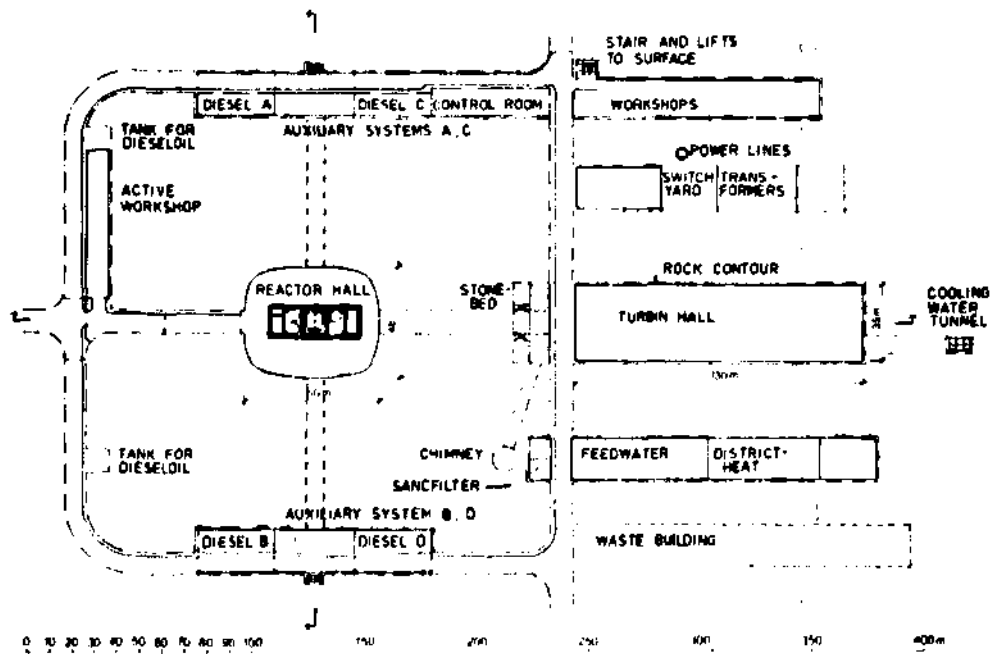 STAIR AND LIFTS
TO SURFACE
DIESEL A
DIESEL C
CONTROL ROOM
WORKSHOPS
TANK FOR
DIESELOIL
AUXILIARY SYSTEMS A, C
POWER LINES
SWITCH
YARD
TRANS-
FORMERS
ACTIVE
WORKSHOP
ROCK CONTOUR
REACTOR HALL
STONE-
BED
TURBIN HALL
COOLING
WATER
TUNNEL
35m
130m
TANK FOR
DIESELOIL
CHIMNEY
FEEDWATER
DISTRICT-
HEAT
SANDFILTER
AUXILIARY SYSTEM B, D
DIESEL B
DIESEL D
WASTE BUILDING
0 10 20 30 40 50 60 70 80 90 100 150 200 250 300 350 400m